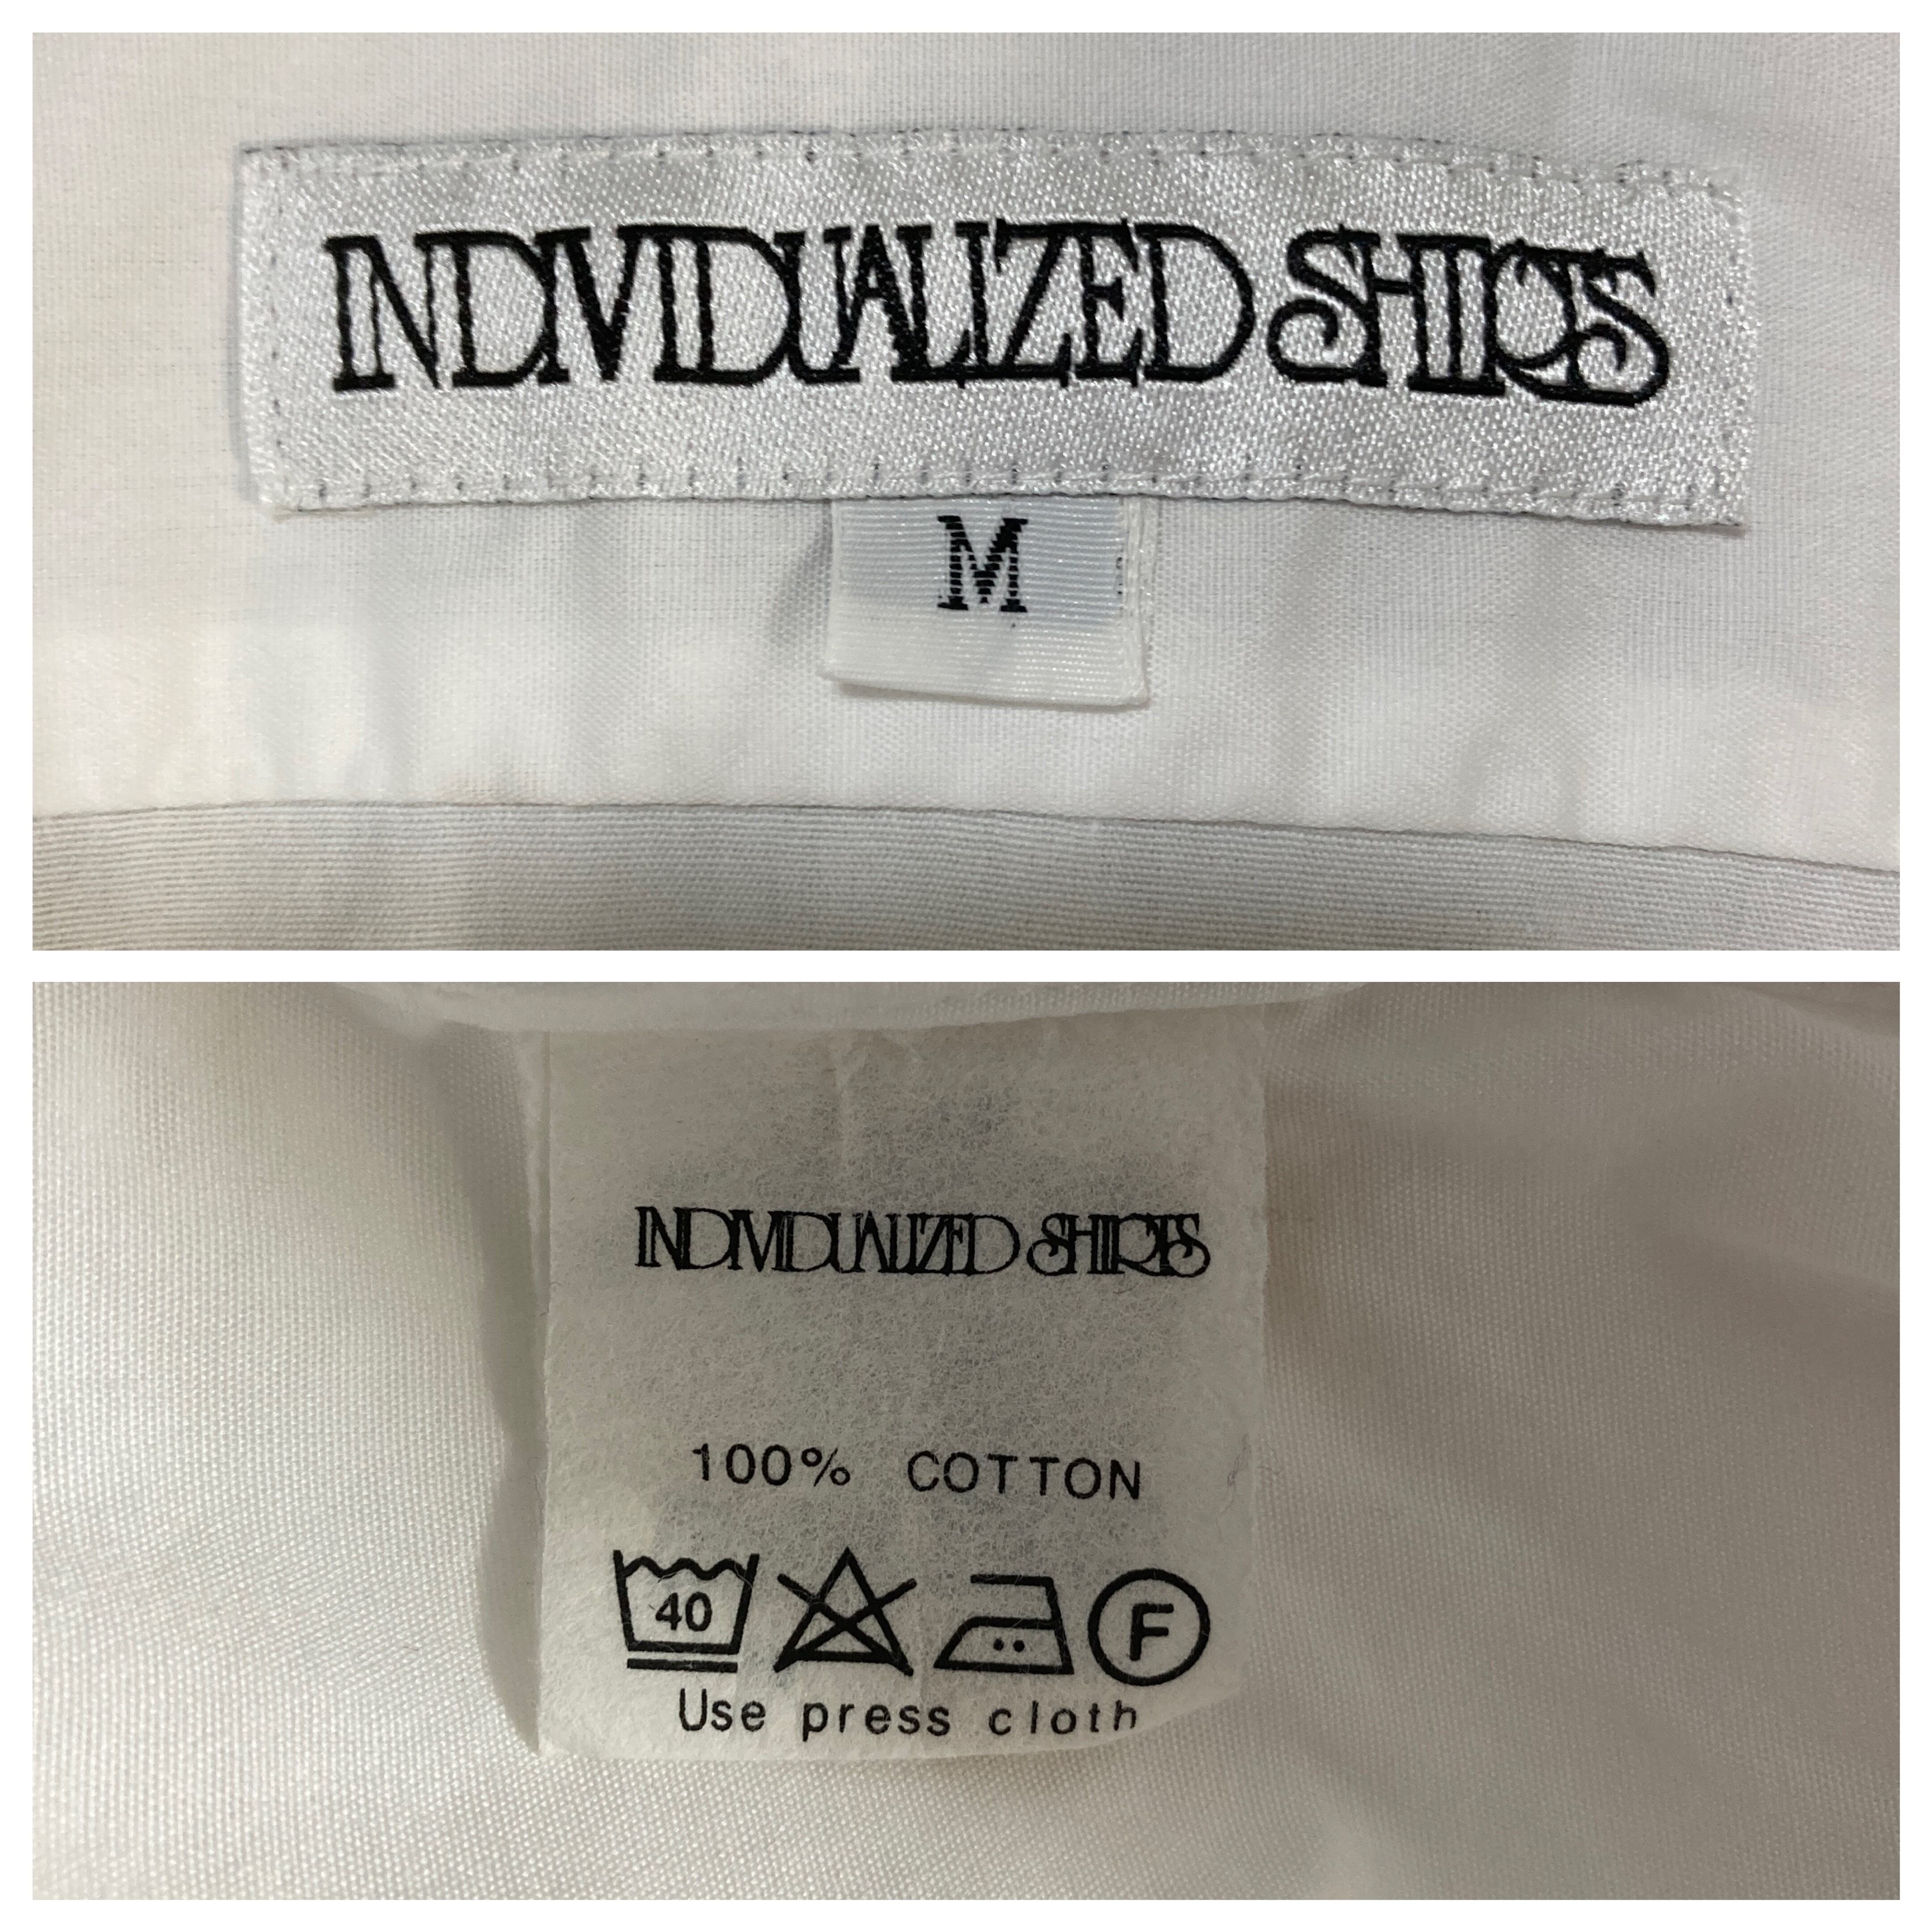 INDIVIDUALIZED SHIRTS
M
INDIVIDUALIZED SHIRTS
100% COTTON
40 F
Use press cloth